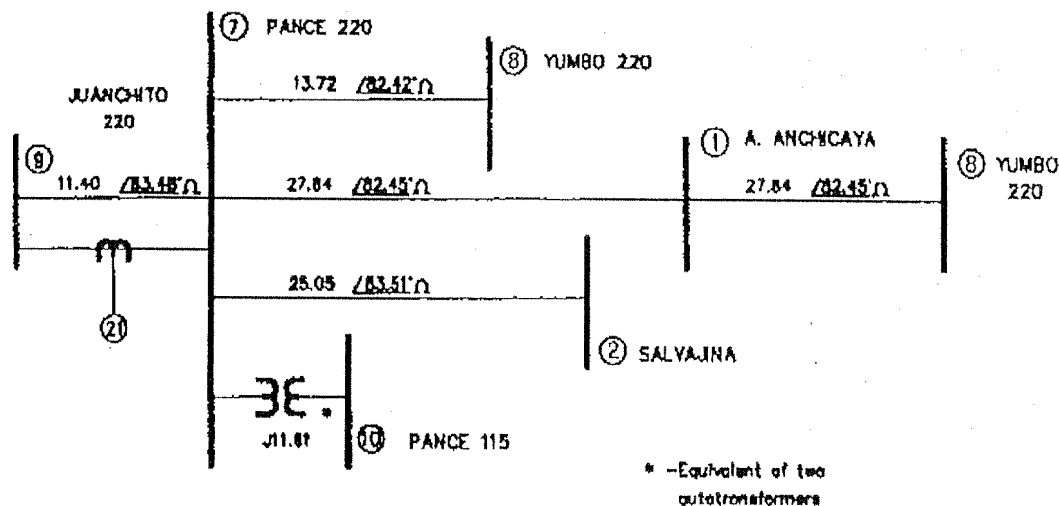 ⑦ PANCE 220
⑧ YUMBO 220
13.72 /82.42°Ω
JUANCHITO
220
① A. ANCHICAYA
⑨
⑧ YUMBO
220
11.40 /83.48°Ω
27.84 /82.45°Ω
27.84 /82.45°Ω
25.05 /83.51°Ω
㉑
② SALVAJINA
*
⑩ PANCE 115
* -Equivalent of two
autotransformers